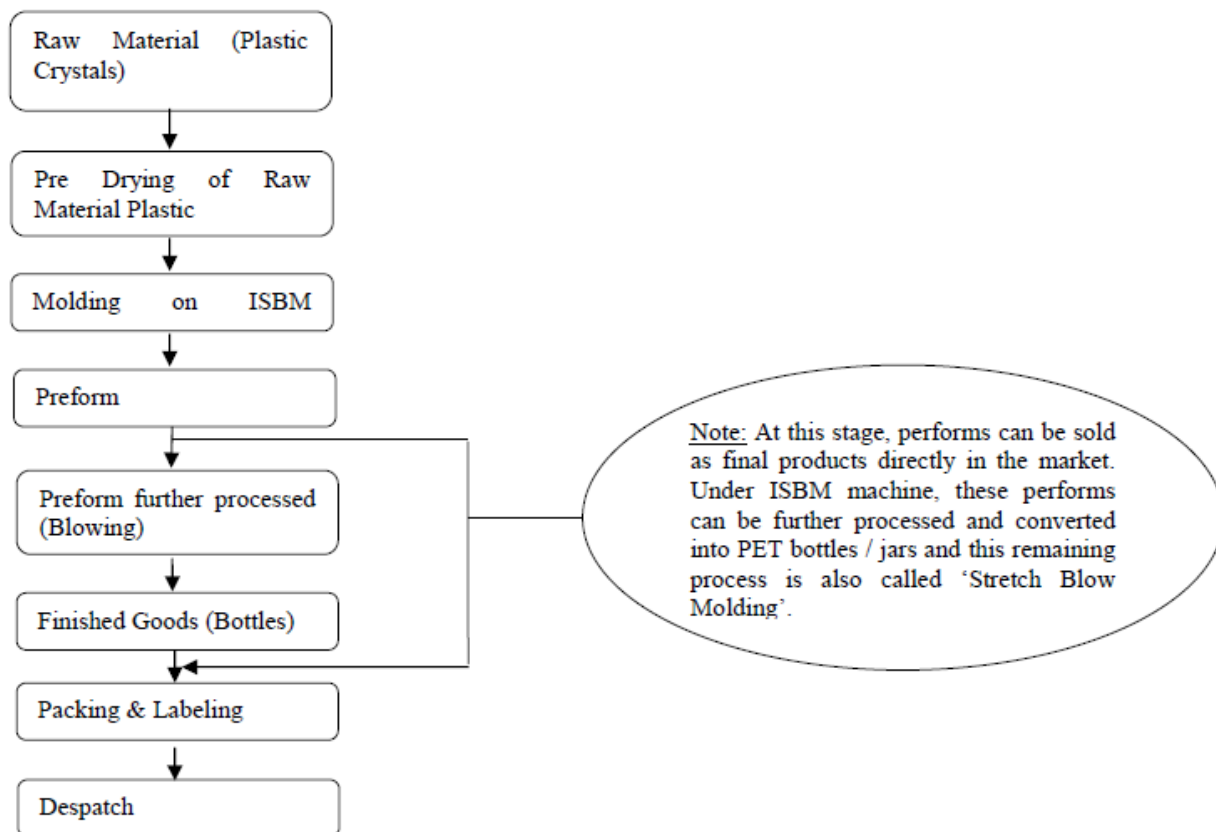 Raw Material (Plastic
Crystals)
Pre Drying of Raw
Material Plastic
Molding on ISBM
Preform
Preform further processed
(Blowing)
Finished Goods (Bottles)
Packing & Labeling
Despatch
Note: At this stage, performs can be sold
as final products directly in the market.
Under ISBM machine, these performs
can be further processed and converted
into PET bottles / jars and this remaining
process is also called ‘Stretch Blow
Molding’.